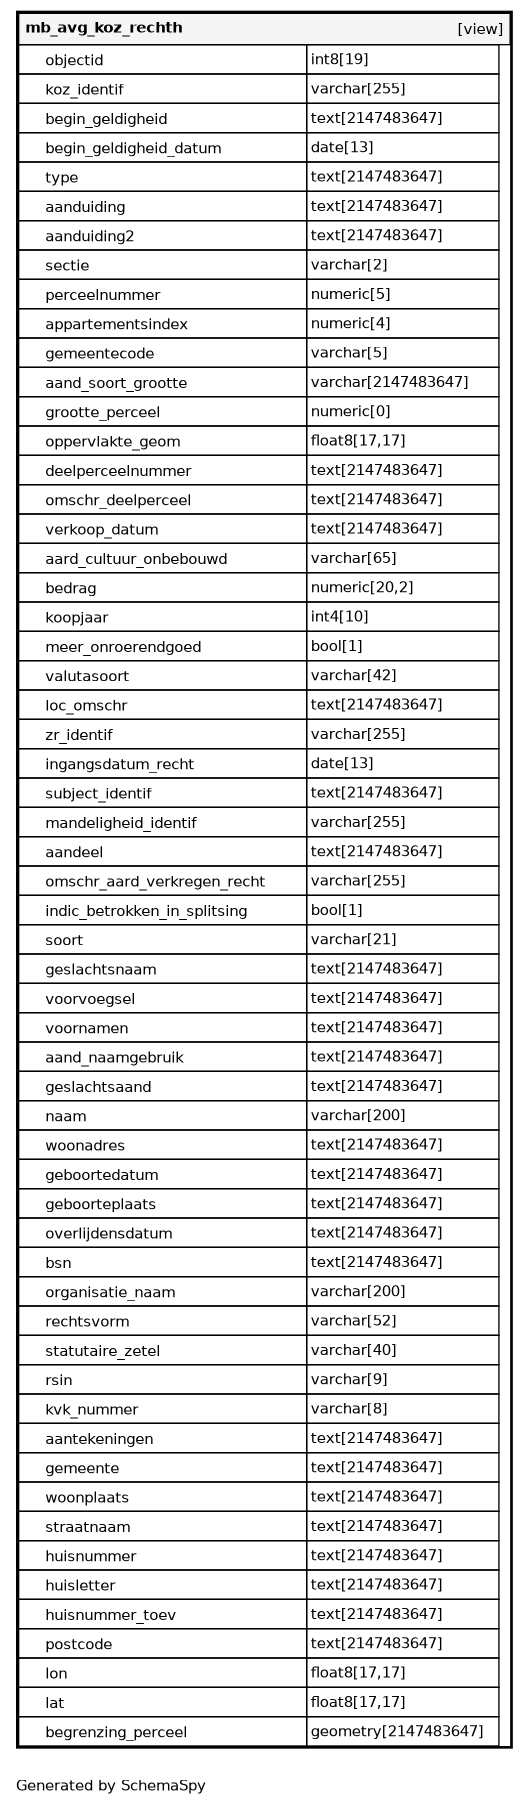 mb_avg_koz_rechth [view]
objectid int8[19]
koz_identif varchar[255]
begin_geldigheid text[2147483647]
begin_geldigheid_datum date[13]
type text[2147483647]
aanduiding text[2147483647]
aanduiding2 text[2147483647]
sectie varchar[2]
perceelnummer numeric[5]
appartementsindex numeric[4]
gemeentecode varchar[5]
aand_soort_grootte varchar[2147483647]
grootte_perceel numeric[0]
oppervlakte_geom float8[17,17]
deelperceelnummer text[2147483647]
omschr_deelperceel text[2147483647]
verkoop_datum text[2147483647]
aard_cultuur_onbebouwd varchar[65]
bedrag numeric[20,2]
koopjaar int4[10]
meer_onroerendgoed bool[1]
valutasoort varchar[42]
loc_omschr text[2147483647]
zr_identif varchar[255]
ingangsdatum_recht date[13]
subject_identif text[2147483647]
mandeligheid_identif varchar[255]
aandeel text[2147483647]
omschr_aard_verkregen_recht varchar[255]
indic_betrokken_in_splitsing bool[1]
soort varchar[21]
geslachtsnaam text[2147483647]
voorvoegsel text[2147483647]
voornamen text[2147483647]
aand_naamgebruik text[2147483647]
geslachtsaand text[2147483647]
naam varchar[200]
woonadres text[2147483647]
geboortedatum text[2147483647]
geboorteplaats text[2147483647]
overlijdensdatum text[2147483647]
bsn text[2147483647]
organisatie_naam varchar[200]
rechtsvorm varchar[52]
statutaire_zetel varchar[40]
rsin varchar[9]
kvk_nummer varchar[8]
aantekeningen text[2147483647]
gemeente text[2147483647]
woonplaats text[2147483647]
straatnaam text[2147483647]
huisnummer text[2147483647]
huisletter text[2147483647]
huisnummer_toev text[2147483647]
postcode text[2147483647]
lon float8[17,17]
lat float8[17,17]
begrenzing_perceel geometry[2147483647]
Generated by SchemaSpy